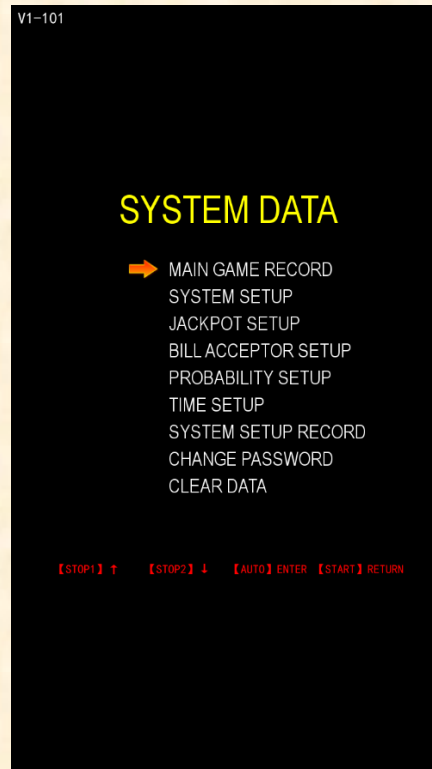 V1-101
SYSTEM DATA
MAIN GAME RECORD
SYSTEM SETUP
JACKPOT SETUP
BILL ACCEPTOR SETUP
PROBABILITY SETUP
TIME SETUP
SYSTEM SETUP RECORD
CHANGE PASSWORD
CLEAR DATA
【STOP1】↑ 【STOP2】↓ 【AUTO】ENTER 【START】RETURN